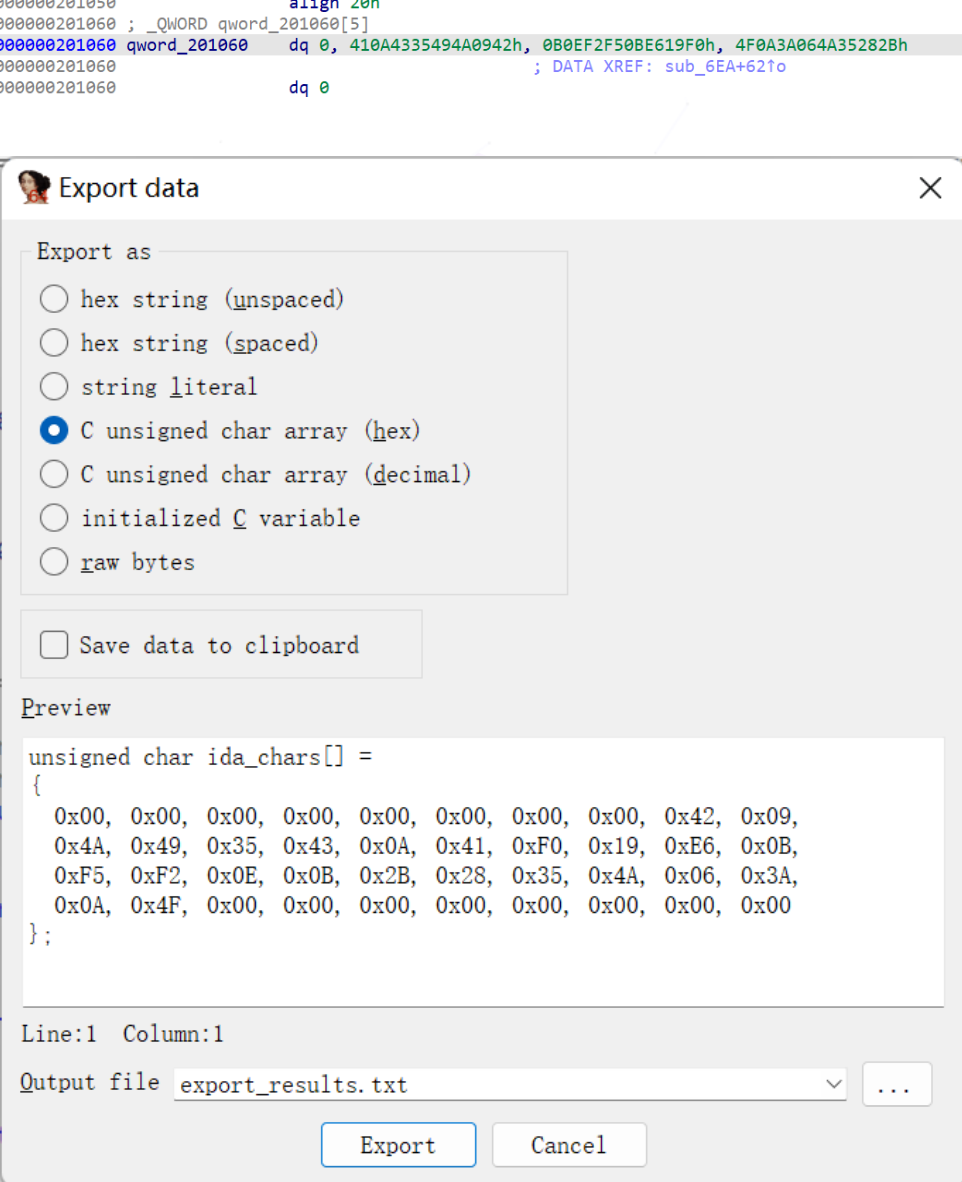 000000201050 align 20h
000000201060 ; _QWORD qword_201060[5]
000000201060 qword_201060 dq 0, 410A4335494A0942h, 0B0EF2F50BE619F0h, 4F0A3A064A35282Bh
000000201060 ; DATA XREF: sub_6EA+62↑o
000000201060 dq 0
Export data
Export as
hex string (unspaced)
hex string (spaced)
string literal
C unsigned char array (hex)
C unsigned char array (decimal)
initialized C variable
raw bytes
Save data to clipboard
Preview
unsigned char ida_chars[] =
{
0x00, 0x00, 0x00, 0x00, 0x00, 0x00, 0x00, 0x00, 0x42, 0x09,
0x4A, 0x49, 0x35, 0x43, 0x0A, 0x41, 0xF0, 0x19, 0xE6, 0x0B,
0xF5, 0xF2, 0x0E, 0x0B, 0x2B, 0x28, 0x35, 0x4A, 0x06, 0x3A,
0x0A, 0x4F, 0x00, 0x00, 0x00, 0x00, 0x00, 0x00, 0x00, 0x00
};
Line:1 Column:1
Output file export_results.txt
...
Export Cancel